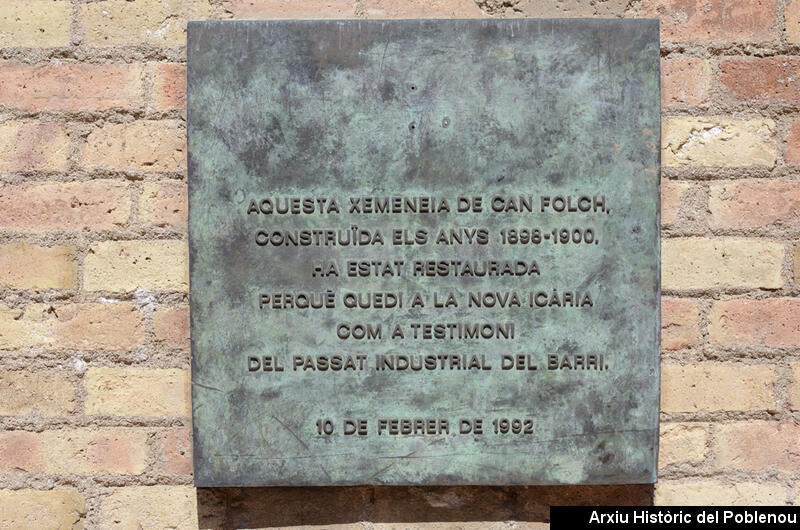 AQUESTA XEMENEIA DE CAN FOLCH,
CONSTRUÏDA ELS ANYS 1898-1900,
HA ESTAT RESTAURADA
PERQUÈ QUEDI A LA NOVA ICÀRIA
COM A TESTIMONI
DEL PASSAT INDUSTRIAL DEL BARRI.
10 DE FEBRER DE 1992
Arxiu Històric del Poblenou